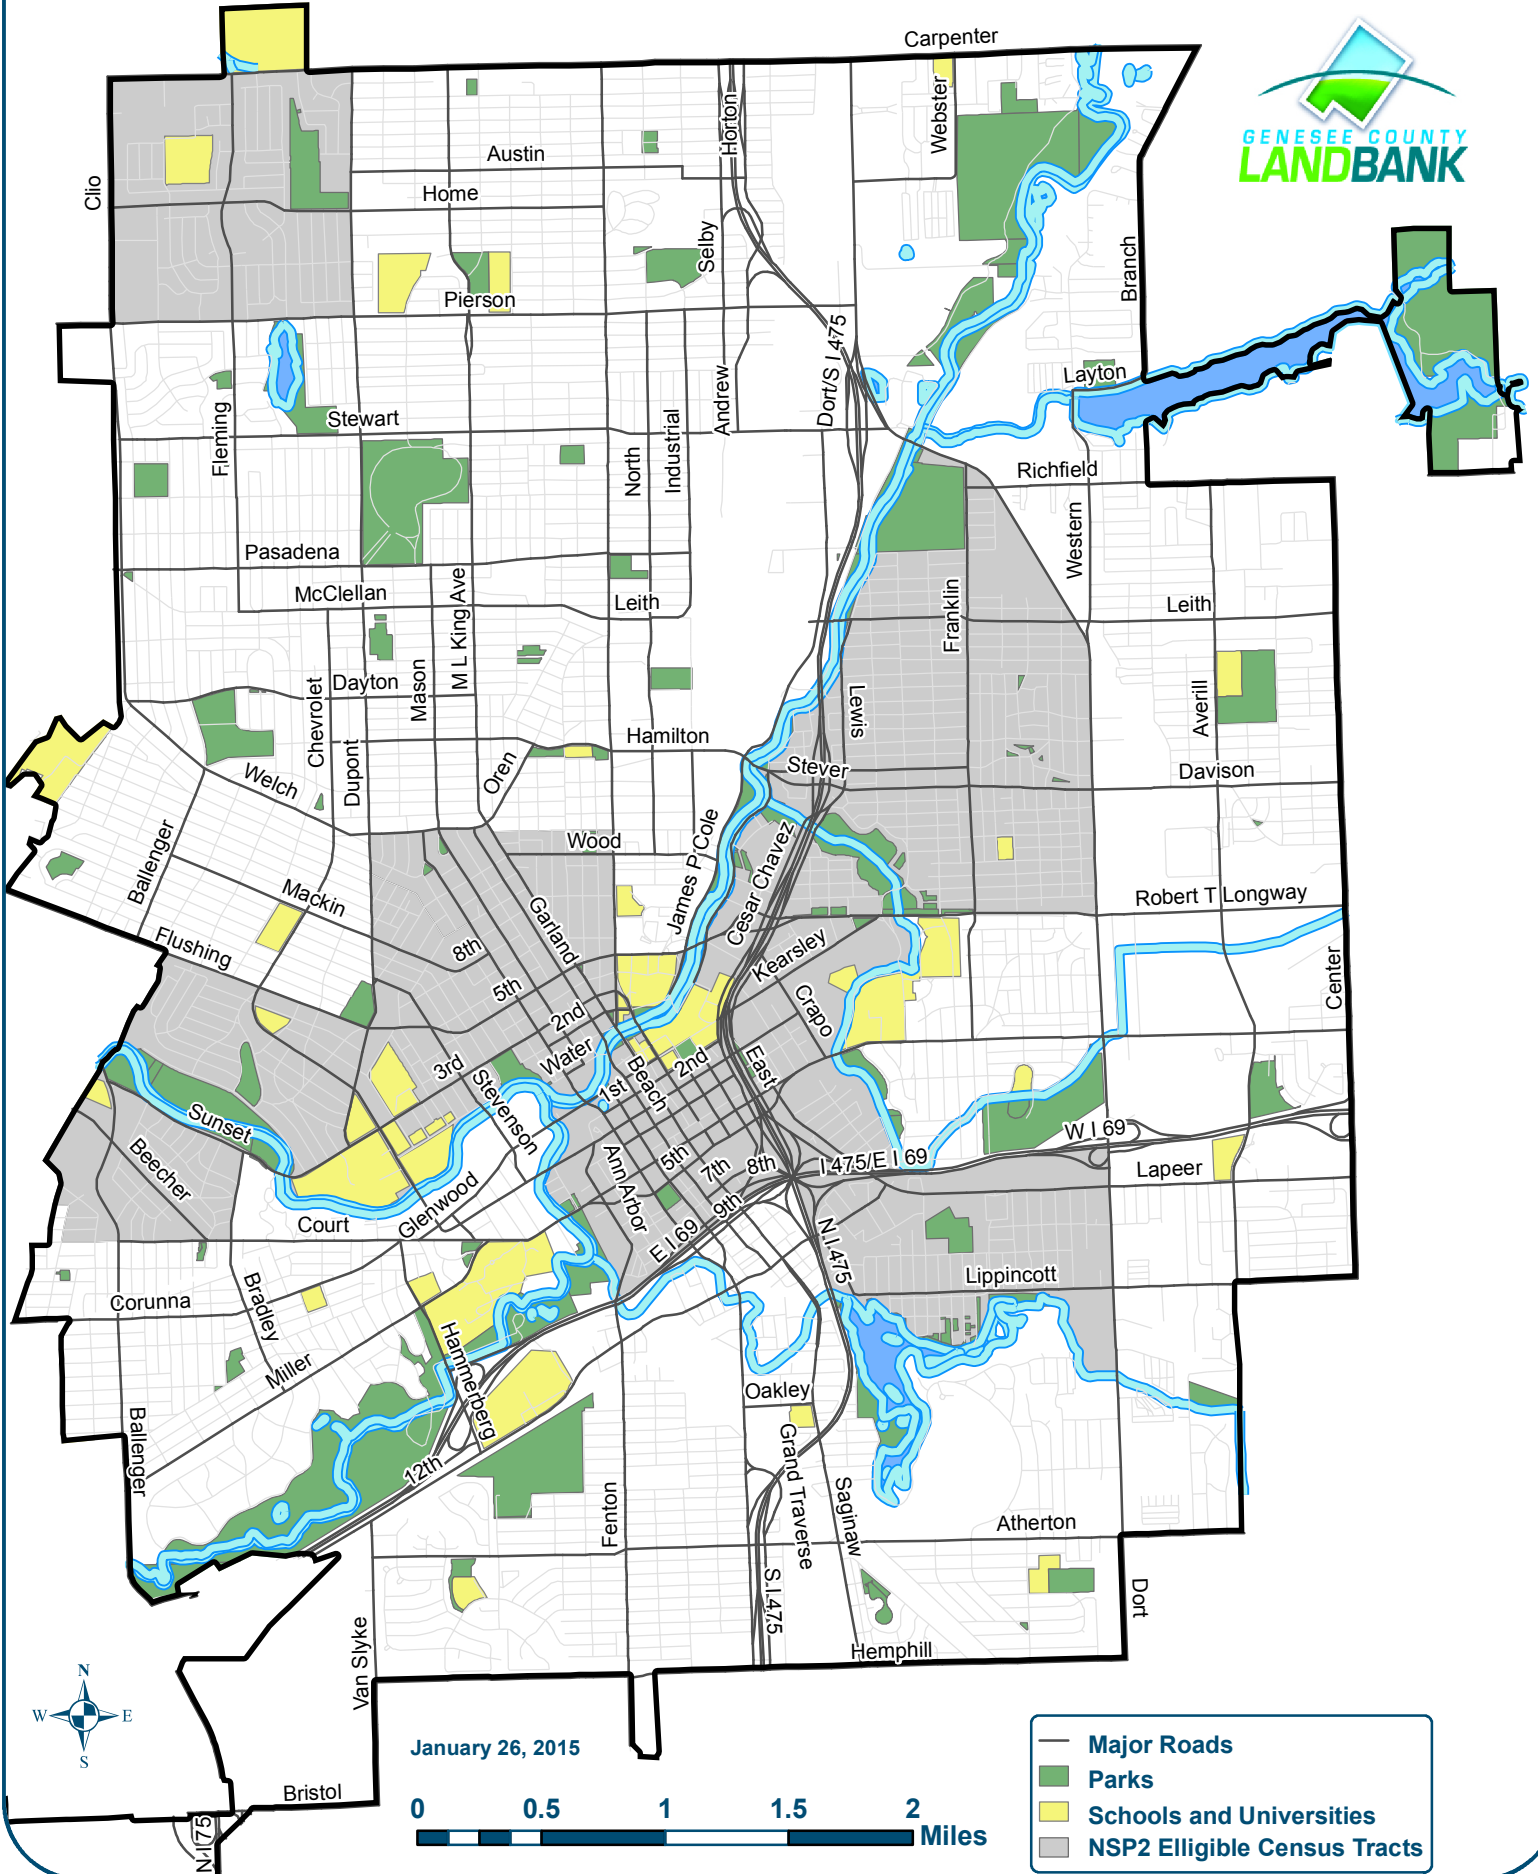 Carpenter
GENESEE COUNTY
LANDBANK
Webster
Horton
Austin
Home
Clio
Selby
Branch
Pierson
Dort/S I 475
Layton
Andrew
Fleming
Stewart
Industrial
North
Richfield
Western
Pasadena
McClellan
M L King Ave
Leith
Franklin
Leith
Mason
Dayton
Chevrolet
Lewis
Averill
Hamilton
Stever
Davison
Dupont
Oren
Welch
James P Cole
Cesar Chavez
Wood
Ballenger
Mackin
Robert T Longway
Garland
Flushing
8th
Kearsley
Center
5th
Crapo
2nd
Water
3rd
Beach
2nd
East
Stevenson
1st
Sunset
W I 69
Beecher
Ann Arbor
5th
7th
8th
I 475/E I 69
Lapeer
Glenwood
Court
9th
E I 69
N I 475
Lippincott
Corunna
Bradley
Hammerberg
Miller
Oakley
Ballenger
12th
Grand Traverse
Saginaw
Fenton
Atherton
S I 475
Dort
Hemphill
Van Slyke
N
W
E
S
January 26, 2015
Bristol
N I 75
0 0.5 1 1.5 2
Miles
Major Roads
Parks
Schools and Universities
NSP2 Elligible Census Tracts